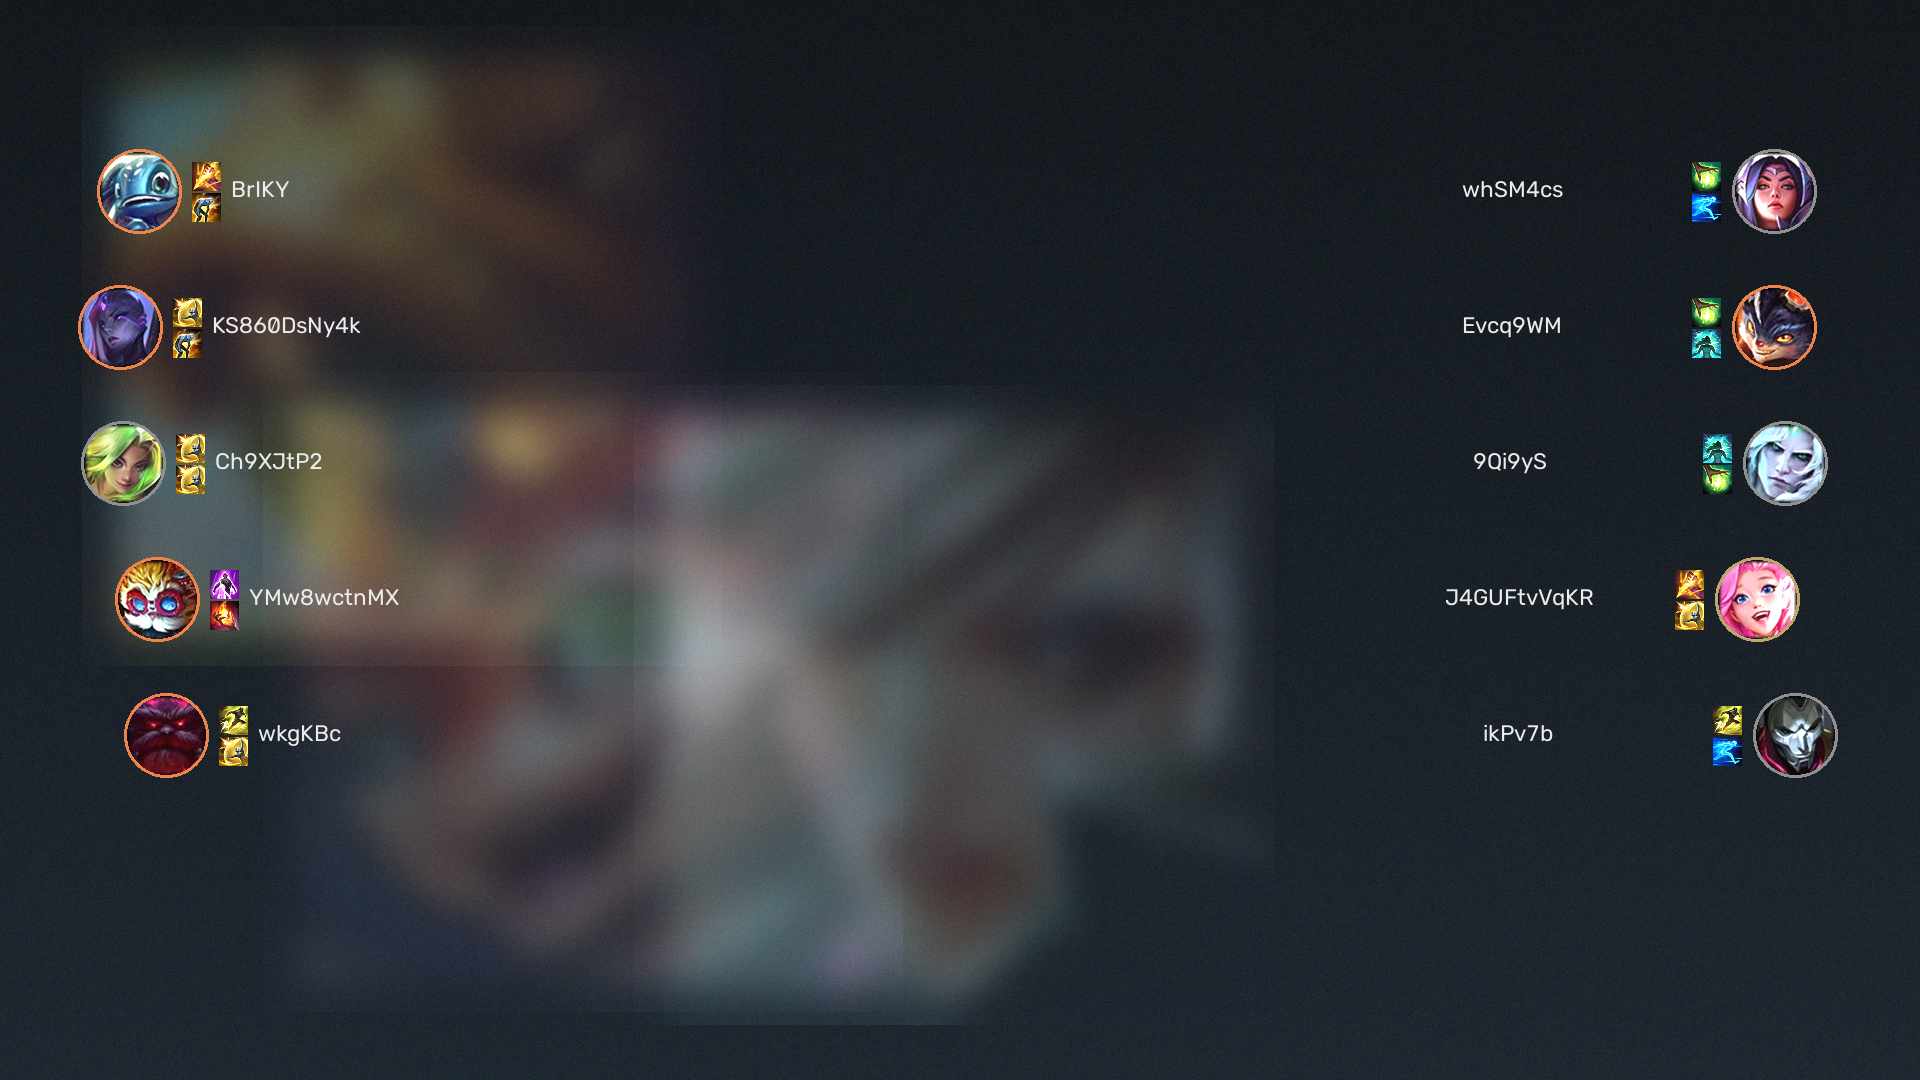 BrIKY
KS860DsNy4k
Ch9XJtP2
YMw8wctnMX
wkgKBc
whSM4cs
Evcq9WM
9Qi9yS
J4GUFtvVqKR
ikPv7b